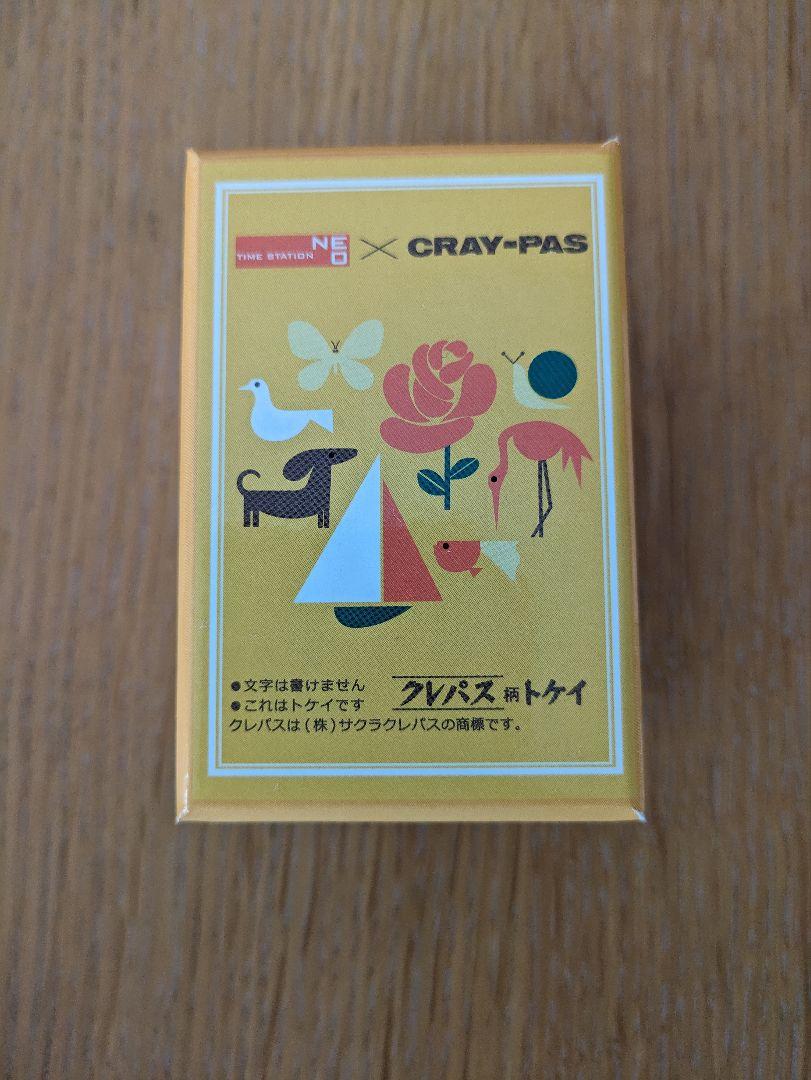 TIME STATION NEO × CRAY-PAS
●文字は書けません
●これはトケイです
クレパス柄トケイ
クレパスは(株)サクラクレパスの商標です。